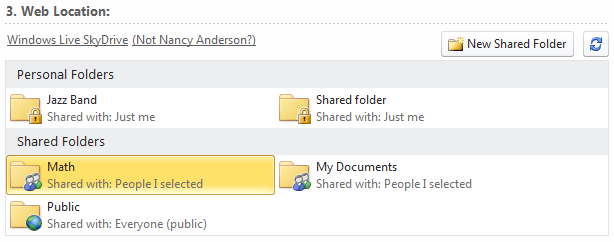 3. Web Location:
Windows Live SkyDrive (Not Nancy Anderson?)
New Shared Folder
Personal Folders
Jazz Band
Shared with: Just me
Shared folder
Shared with: Just me
Shared Folders
Math
Shared with: People I selected
My Documents
Shared with: People I selected
Public
Shared with: Everyone (public)